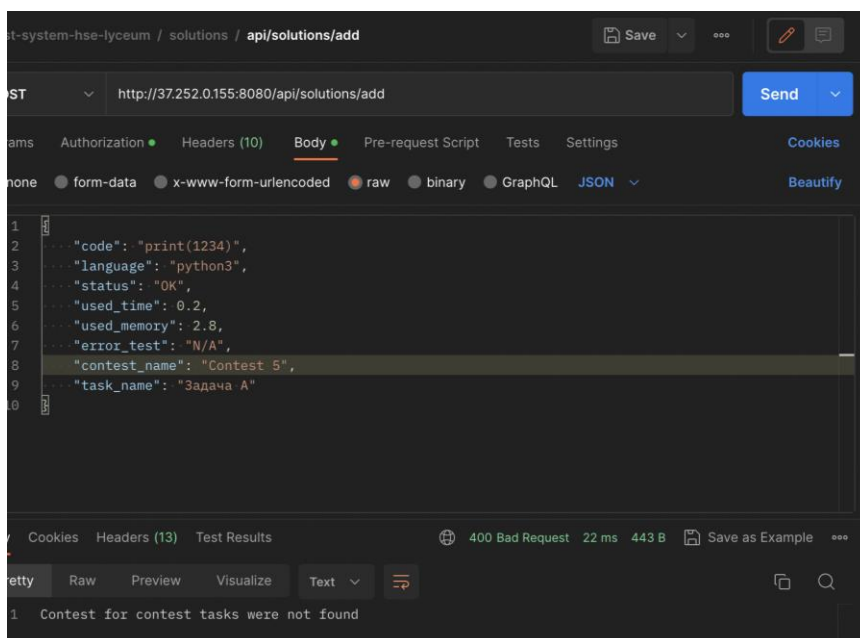 st-system-hse-lyceum / solutions / api/solutions/add Save
OST http://37.252.0.155:8080/api/solutions/add Send
ams Authorization Headers (10) Body Pre-request Script Tests Settings Cookies
none form-data x-www-form-urlencoded raw binary GraphQL JSON Beautify
1 {
2 "code": "print(1234)",
3 "language": "python3",
4 "status": "OK",
5 "used_time": 0.2,
6 "used_memory": 2.8,
7 "error_test": "N/A",
8 "contest_name": "Contest 5",
9 "task_name": "Задача A"
10 }
y Cookies Headers (13) Test Results 400 Bad Request 22 ms 443 B Save as Example
retty Raw Preview Visualize Text
1 Contest for contest tasks were not found